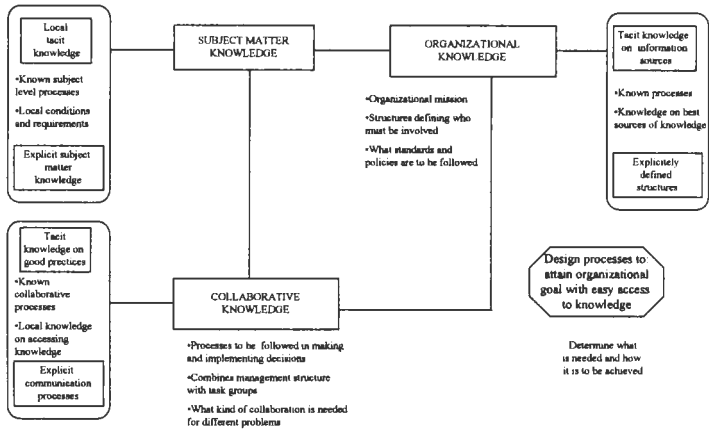 Local
tacit
knowledge
•Known subject
level processes
•Local conditions
and requirements
Explicit subject
matter
knowledge
SUBJECT MATTER
KNOWLEDGE
ORGANIZATIONAL
KNOWLEDGE
•Organizational mission
•Structures defining who
must be involved
•What standards and
policies are to be followed
Tacit knowledge
on information
sources
•Known processes
•Knowledge on best
sources of knowledge
Explicitely
defined
structures
Tacit
knowledge on
good prectices
•Known
collaborative
processes
•Local knowledge
on accessing
knowledge
Explicit
communication
processes
COLLABORATIVE
KNOWLEDGE
•Processes to be followed in making
and implementing decisions
•Combines management structure
with task groups
•What kind of collaboration is needed
for different problems
Design processes to:
attain organizational
goal with easy access
to knowledge
Determine what
is needed and how
it is to be achieved